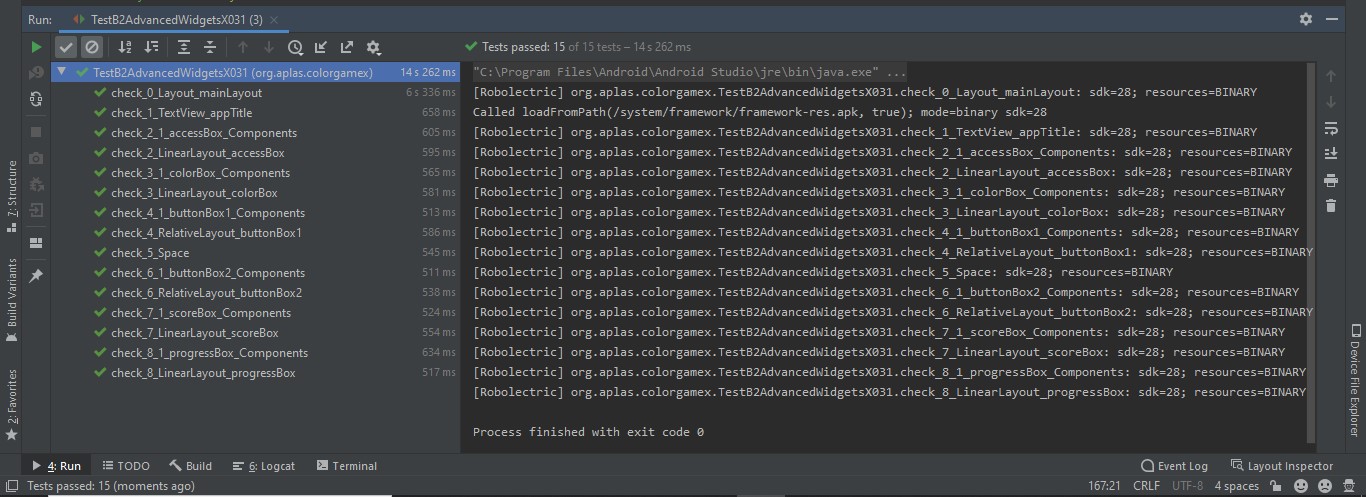 Run: TestB2AdvancedWidgetsX031 (3)
Tests passed: 15 of 15 tests – 14 s 262 ms
TestB2AdvancedWidgetsX031 (org.aplas.colorgamex) 14 s 262 ms
check_0_Layout_mainLayout 6 s 336 ms
check_1_TextView_appTitle 658 ms
check_2_1_accessBox_Components 605 ms
check_2_LinearLayout_accessBox 595 ms
check_3_1_colorBox_Components 565 ms
check_3_LinearLayout_colorBox 581 ms
check_4_1_buttonBox1_Components 513 ms
check_4_RelativeLayout_buttonBox1 586 ms
check_5_Space 545 ms
check_6_1_buttonBox2_Components 511 ms
check_6_RelativeLayout_buttonBox2 538 ms
check_7_1_scoreBox_Components 524 ms
check_7_LinearLayout_scoreBox 554 ms
check_8_1_progressBox_Components 634 ms
check_8_LinearLayout_progressBox 517 ms
"C:\Program Files\Android\Android Studio\jre\bin\java.exe" ...
[Robolectric] org.aplas.colorgamex.TestB2AdvancedWidgetsX031.check_0_Layout_mainLayout: sdk=28; resources=BINARY
Called loadFromPath(/system/framework/framework-res.apk, true); mode=binary sdk=28
[Robolectric] org.aplas.colorgamex.TestB2AdvancedWidgetsX031.check_1_TextView_appTitle: sdk=28; resources=BINARY
[Robolectric] org.aplas.colorgamex.TestB2AdvancedWidgetsX031.check_2_1_accessBox_Components: sdk=28; resources=BINARY
[Robolectric] org.aplas.colorgamex.TestB2AdvancedWidgetsX031.check_2_LinearLayout_accessBox: sdk=28; resources=BINARY
[Robolectric] org.aplas.colorgamex.TestB2AdvancedWidgetsX031.check_3_1_colorBox_Components: sdk=28; resources=BINARY
[Robolectric] org.aplas.colorgamex.TestB2AdvancedWidgetsX031.check_3_LinearLayout_colorBox: sdk=28; resources=BINARY
[Robolectric] org.aplas.colorgamex.TestB2AdvancedWidgetsX031.check_4_1_buttonBox1_Components: sdk=28; resources=BINARY
[Robolectric] org.aplas.colorgamex.TestB2AdvancedWidgetsX031.check_4_RelativeLayout_buttonBox1: sdk=28; resources=BINARY
[Robolectric] org.aplas.colorgamex.TestB2AdvancedWidgetsX031.check_5_Space: sdk=28; resources=BINARY
[Robolectric] org.aplas.colorgamex.TestB2AdvancedWidgetsX031.check_6_1_buttonBox2_Components: sdk=28; resources=BINARY
[Robolectric] org.aplas.colorgamex.TestB2AdvancedWidgetsX031.check_6_RelativeLayout_buttonBox2: sdk=28; resources=BINARY
[Robolectric] org.aplas.colorgamex.TestB2AdvancedWidgetsX031.check_7_1_scoreBox_Components: sdk=28; resources=BINARY
[Robolectric] org.aplas.colorgamex.TestB2AdvancedWidgetsX031.check_7_LinearLayout_scoreBox: sdk=28; resources=BINARY
[Robolectric] org.aplas.colorgamex.TestB2AdvancedWidgetsX031.check_8_1_progressBox_Components: sdk=28; resources=BINARY
[Robolectric] org.aplas.colorgamex.TestB2AdvancedWidgetsX031.check_8_LinearLayout_progressBox: sdk=28; resources=BINARY
Process finished with exit code 0
Z: Structure
Build Variants
2: Favorites
Device File Explorer
4: Run TODO Build 6: Logcat Terminal Event Log Layout Inspector
Tests passed: 15 (moments ago) 167:21 CRLF UTF-8 4 spaces